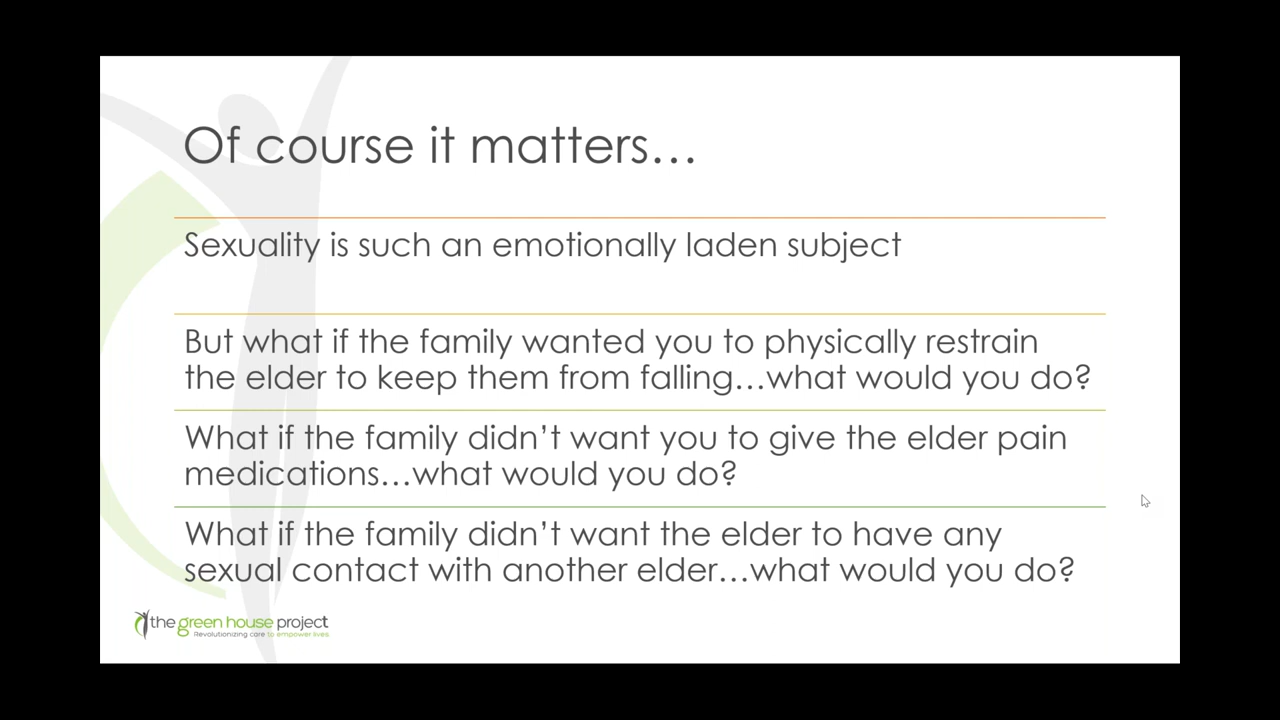 Of course it matters…
Sexuality is such an emotionally laden subject
But what if the family wanted you to physically restrain
the elder to keep them from falling…what would you do?
What if the family didn’t want you to give the elder pain
medications…what would you do?
What if the family didn’t want the elder to have any
sexual contact with another elder…what would you do?
the green house project
Revolutionizing care to empower lives